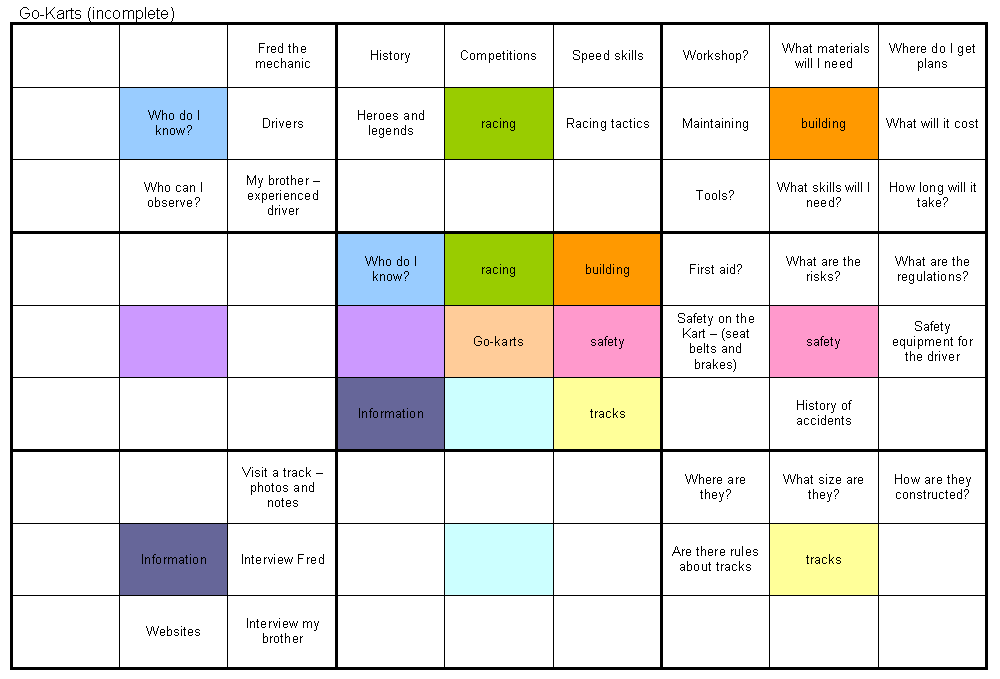 Go-Karts (incomplete)
Fred the
mechanic
History
Competitions
Speed skills
Workshop?
What materials
will I need
Where do I get
plans
Who do I
know?
Drivers
Heroes and
legends
racing
Racing tactics
Maintaining
building
What will it cost
Who can I
observe?
My brother –
experienced
driver
Tools?
What skills will I
need?
How long will it
take?
Who do I
know?
racing
building
First aid?
What are the
risks?
What are the
regulations?
Go-karts
safety
Safety on the
Kart – (seat
belts and
brakes)
safety
Safety
equipment for
the driver
Information
tracks
History of
accidents
Visit a track –
photos and
notes
Where are
they?
What size are
they?
How are they
constructed?
Information
Interview Fred
Are there rules
about tracks
tracks
Websites
Interview my
brother